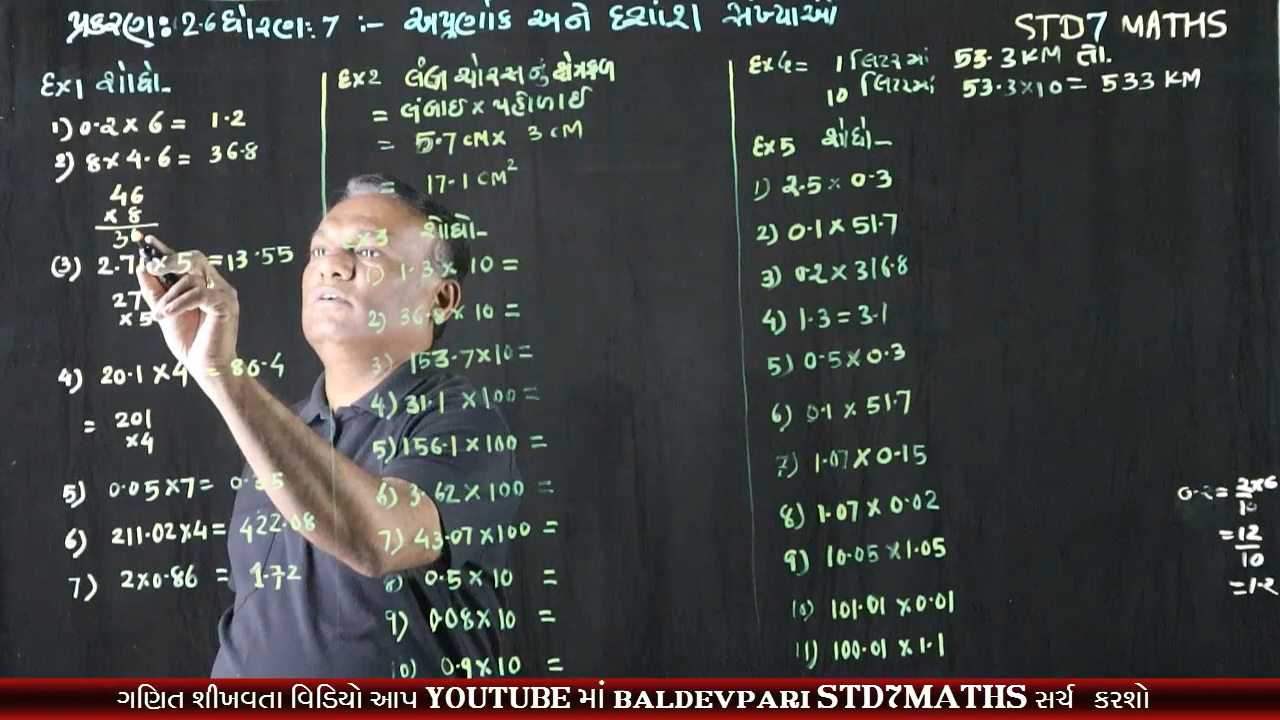 પ્રકરણ: 2.6 ધોરણ: 7 :- અપૂર્ણાંક અને દશાંશ સંખ્યાઓ
STD7 MATHS
Ex1 શોધો-
1) 0.2 x 6 = 1.2
2) 8 x 4.6 = 36.8
46
x 8
36
(3) 2.71 x 5 = 13.55
27
x 5
4) 20.1 x 4 = 86.4
= 201
x4
5) 0.05 x 7 = 0.35
6) 211.02 x 4 = 422.08
7) 2 x 0.86 = 1.72
Ex2 લંબ ચોરસનું ક્ષેત્રફળ
= લંબાઈ x પહોળાઈ
= 5.7 CM x 3 CM
= 17.1 CM²
Ex3 શોધો-
1) 1.3 x 10 =
2) 36.8 x 10 =
3) 153.7 x 10 =
4) 31.1 x 100 =
5) 156.1 x 100 =
6) 3.62 x 100 =
7) 43.07 x 100 =
8) 0.5 x 10 =
9) 0.08 x 10 =
10) 0.9 x 10 =
Ex4 = 1 લિટરમાં 53.3 KM તો.
10 લિટરમાં 53.3 x 10 = 533 KM
Ex5 શોધો-
1) 2.5 x 0.3
2) 0.1 x 51.7
3) 0.2 x 316.8
4) 1.3 = 3.1
5) 0.5 x 0.3
6) 0.1 x 51.7
7) 1.07 x 0.15
8) 1.07 x 0.02
9) 10.05 x 1.05
10) 101.01 x 0.01
11) 100.01 x 1.1
0.2 = 2x6
10
= 12
10
= 1.2
ગણિત શીખવતા વિડિયો આપ YOUTUBE માં BALDEVPARI STD7MATHS સર્ચ કરશો